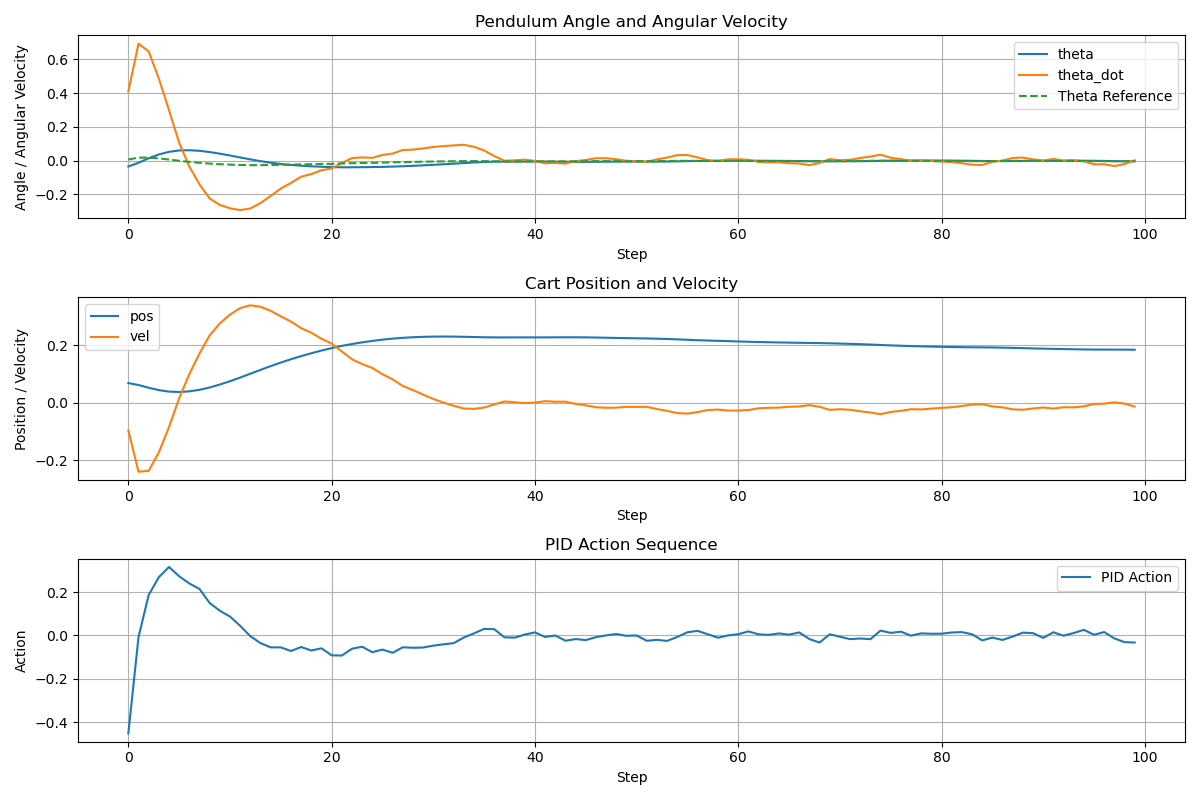 Pendulum Angle and Angular Velocity
Angle / Angular Velocity
0.6
0.4
0.2
0.0
−0.2
theta
theta_dot
Theta Reference
0
20
40
60
80
100
Step
Cart Position and Velocity
Position / Velocity
0.2
0.0
−0.2
pos
vel
0
20
40
60
80
100
Step
PID Action Sequence
Action
0.2
0.0
−0.2
−0.4
PID Action
0
20
40
60
80
100
Step